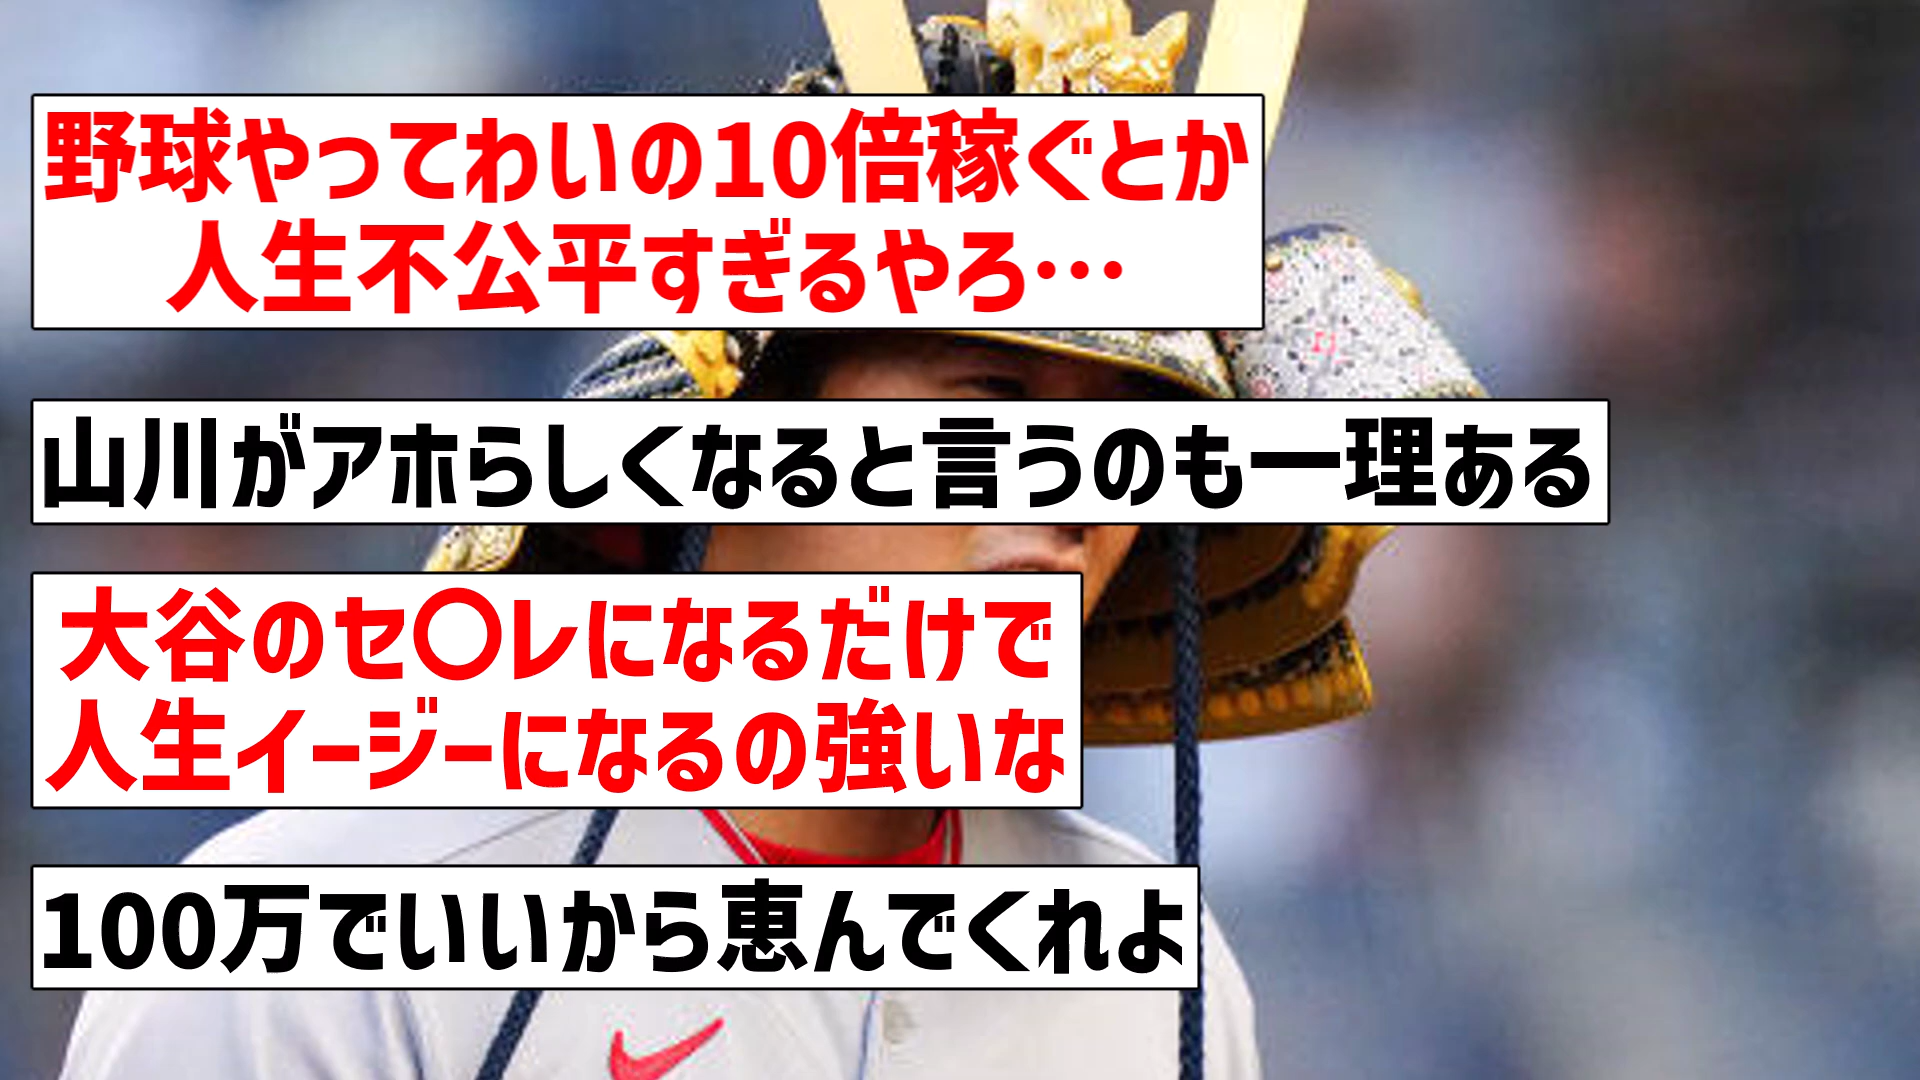 野球やってわいの10倍稼ぐとか
人生不公平すぎるやろ…
山川がアホらしくなると言うのも一理ある
大谷のセ〇レになるだけで
人生イージーになるの強いな
100万でいいから恵んでくれよ